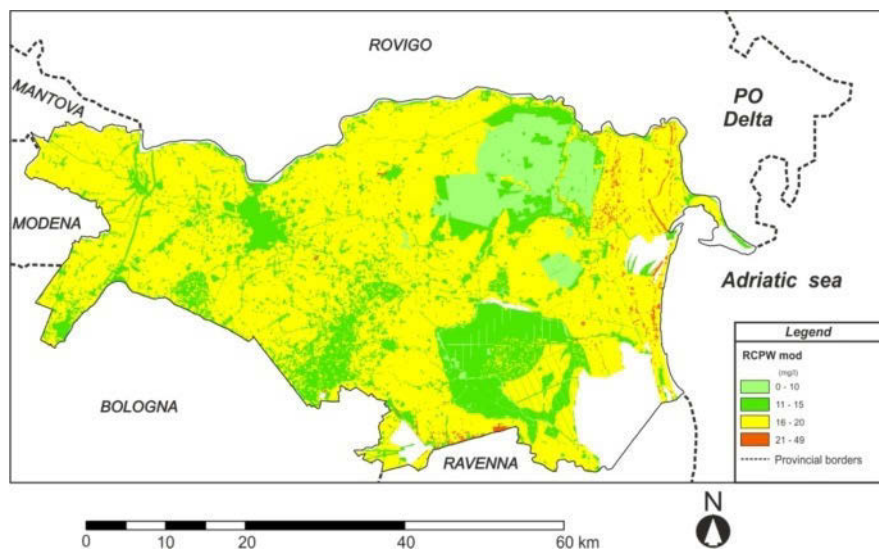 ROVIGO
MANTOVA
PO
Delta
MODENA
Adriatic sea
BOLOGNA
RAVENNA
Legend
RCPW mod
(mg/l)
0 - 10
11 - 15
16 - 20
21 - 49
Provincial borders
N
0 10 20 40 60 km